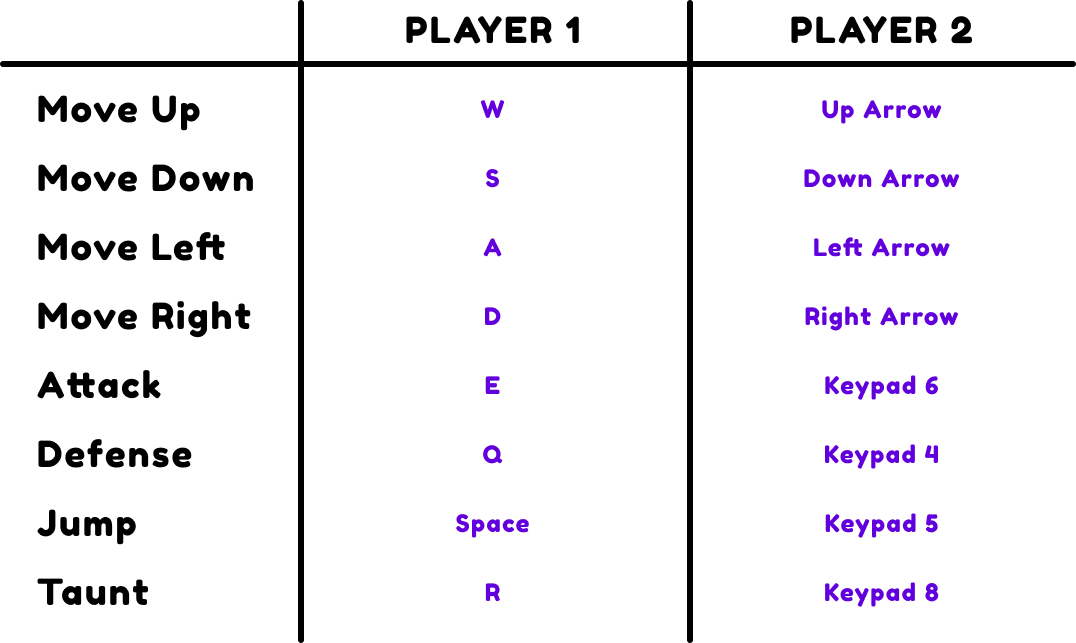 PLAYER 1 PLAYER 2
Move Up W Up Arrow
Move Down S Down Arrow
Move Left A Left Arrow
Move Right D Right Arrow
Attack E Keypad 6
Defense Q Keypad 4
Jump Space Keypad 5
Taunt R Keypad 8